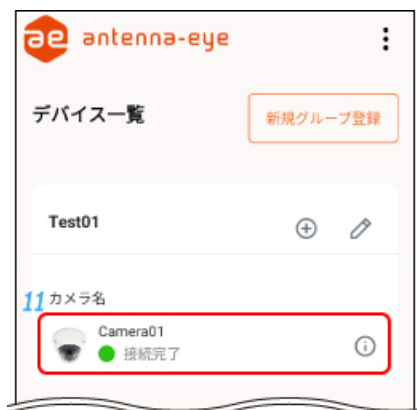 ae antenna-eye
デバイス一覧
新規グループ登録
Test01
11 カメラ名
Camera01
接続完了